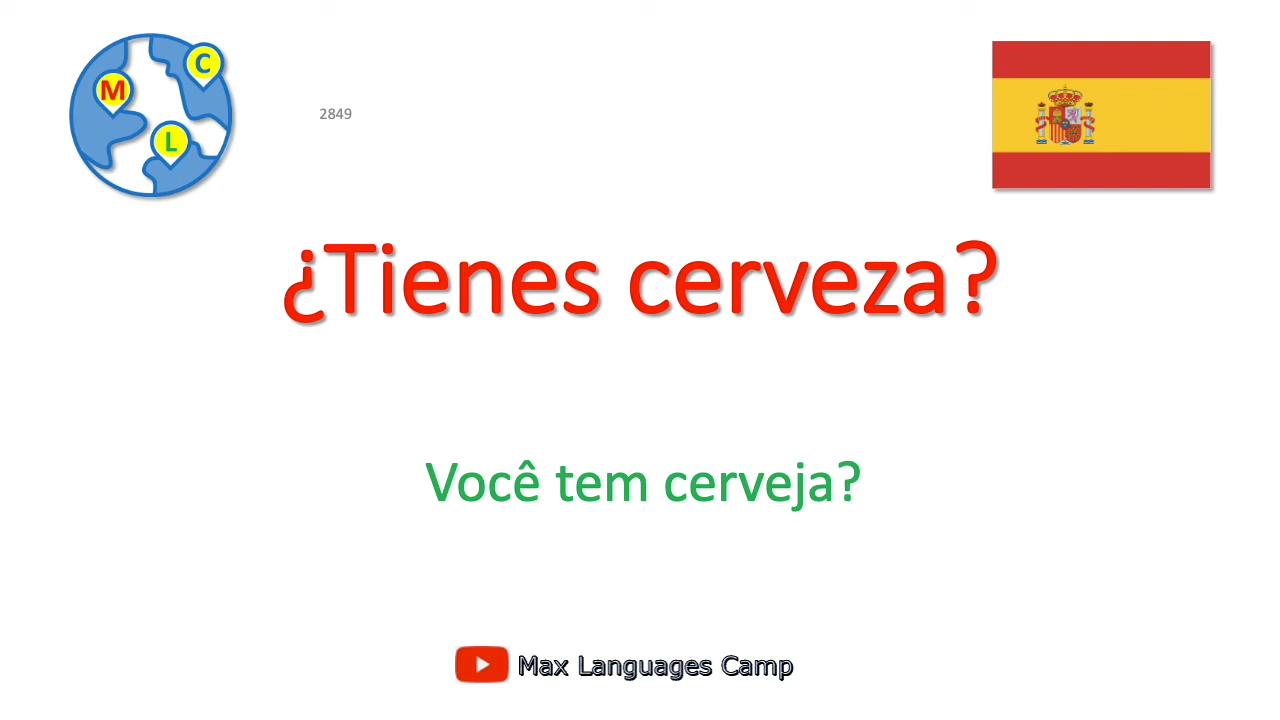 M
C
L
2849
¿Tienes cerveza?
Você tem cerveja?
Max Languages Camp